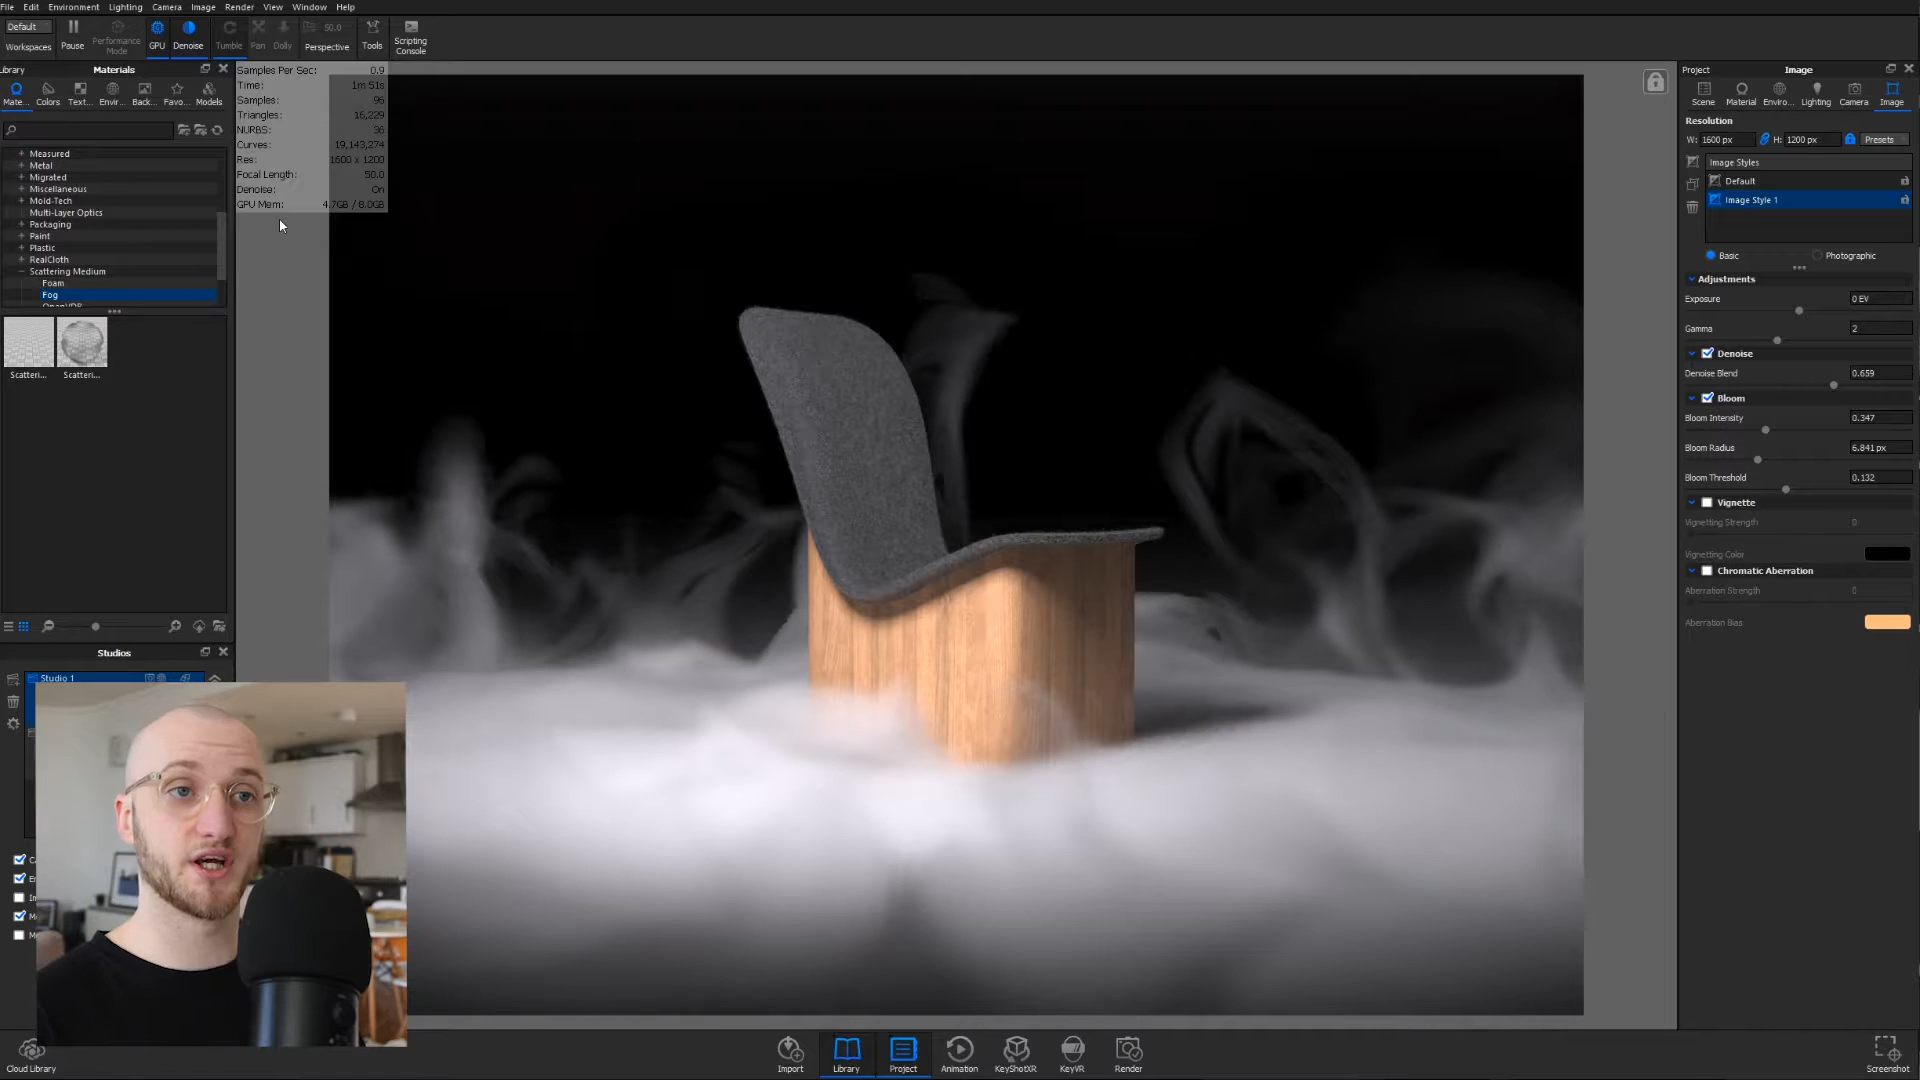 File Edit Environment Lighting Camera Image Render View Window Help
Default
Workspaces
Pause
Performance
Mode
GPU
Denoise
Tumble
Pan
Dolly
50.0
Perspective
Tools
Scripting
Console
Library
Materials
Mate... Colors Text... Envir... Back... Favo... Models
Measured
Metal
Migrated
Miscellaneous
Mold-Tech
Multi-Layer Optics
Packaging
Paint
Plastic
RealCloth
Scattering Medium
Foam
Fog
OpenVDB
Scatteri... Scatteri...
Studios
Studio 1
Samples Per Sec: 0.9
Time: 1m 51s
Samples: 96
Triangles: 16,229
NURBS: 36
Curves: 19,143,274
Res: 1600 x 1200
Focal Length: 50.0
Denoise: On
GPU Mem: 4.7GB / 8.0GB
Project
Image
Scene Material Enviro... Lighting Camera Image
Resolution
W: 1600 px H: 1200 px Presets
Image Styles
Default
Image Style 1
Basic Photographic
Adjustments
Exposure 0 EV
Gamma 2
Denoise
Denoise Blend 0.659
Bloom
Bloom Intensity 0.347
Bloom Radius 6.841 px
Bloom Threshold 0.132
Vignette
Vignetting Strength 0
Vignetting Color
Chromatic Aberration
Aberration Strength 0
Aberration Bias
Cloud Library
Import
Library
Project
Animation
KeyShotXR
KeyVR
Render
Screenshot